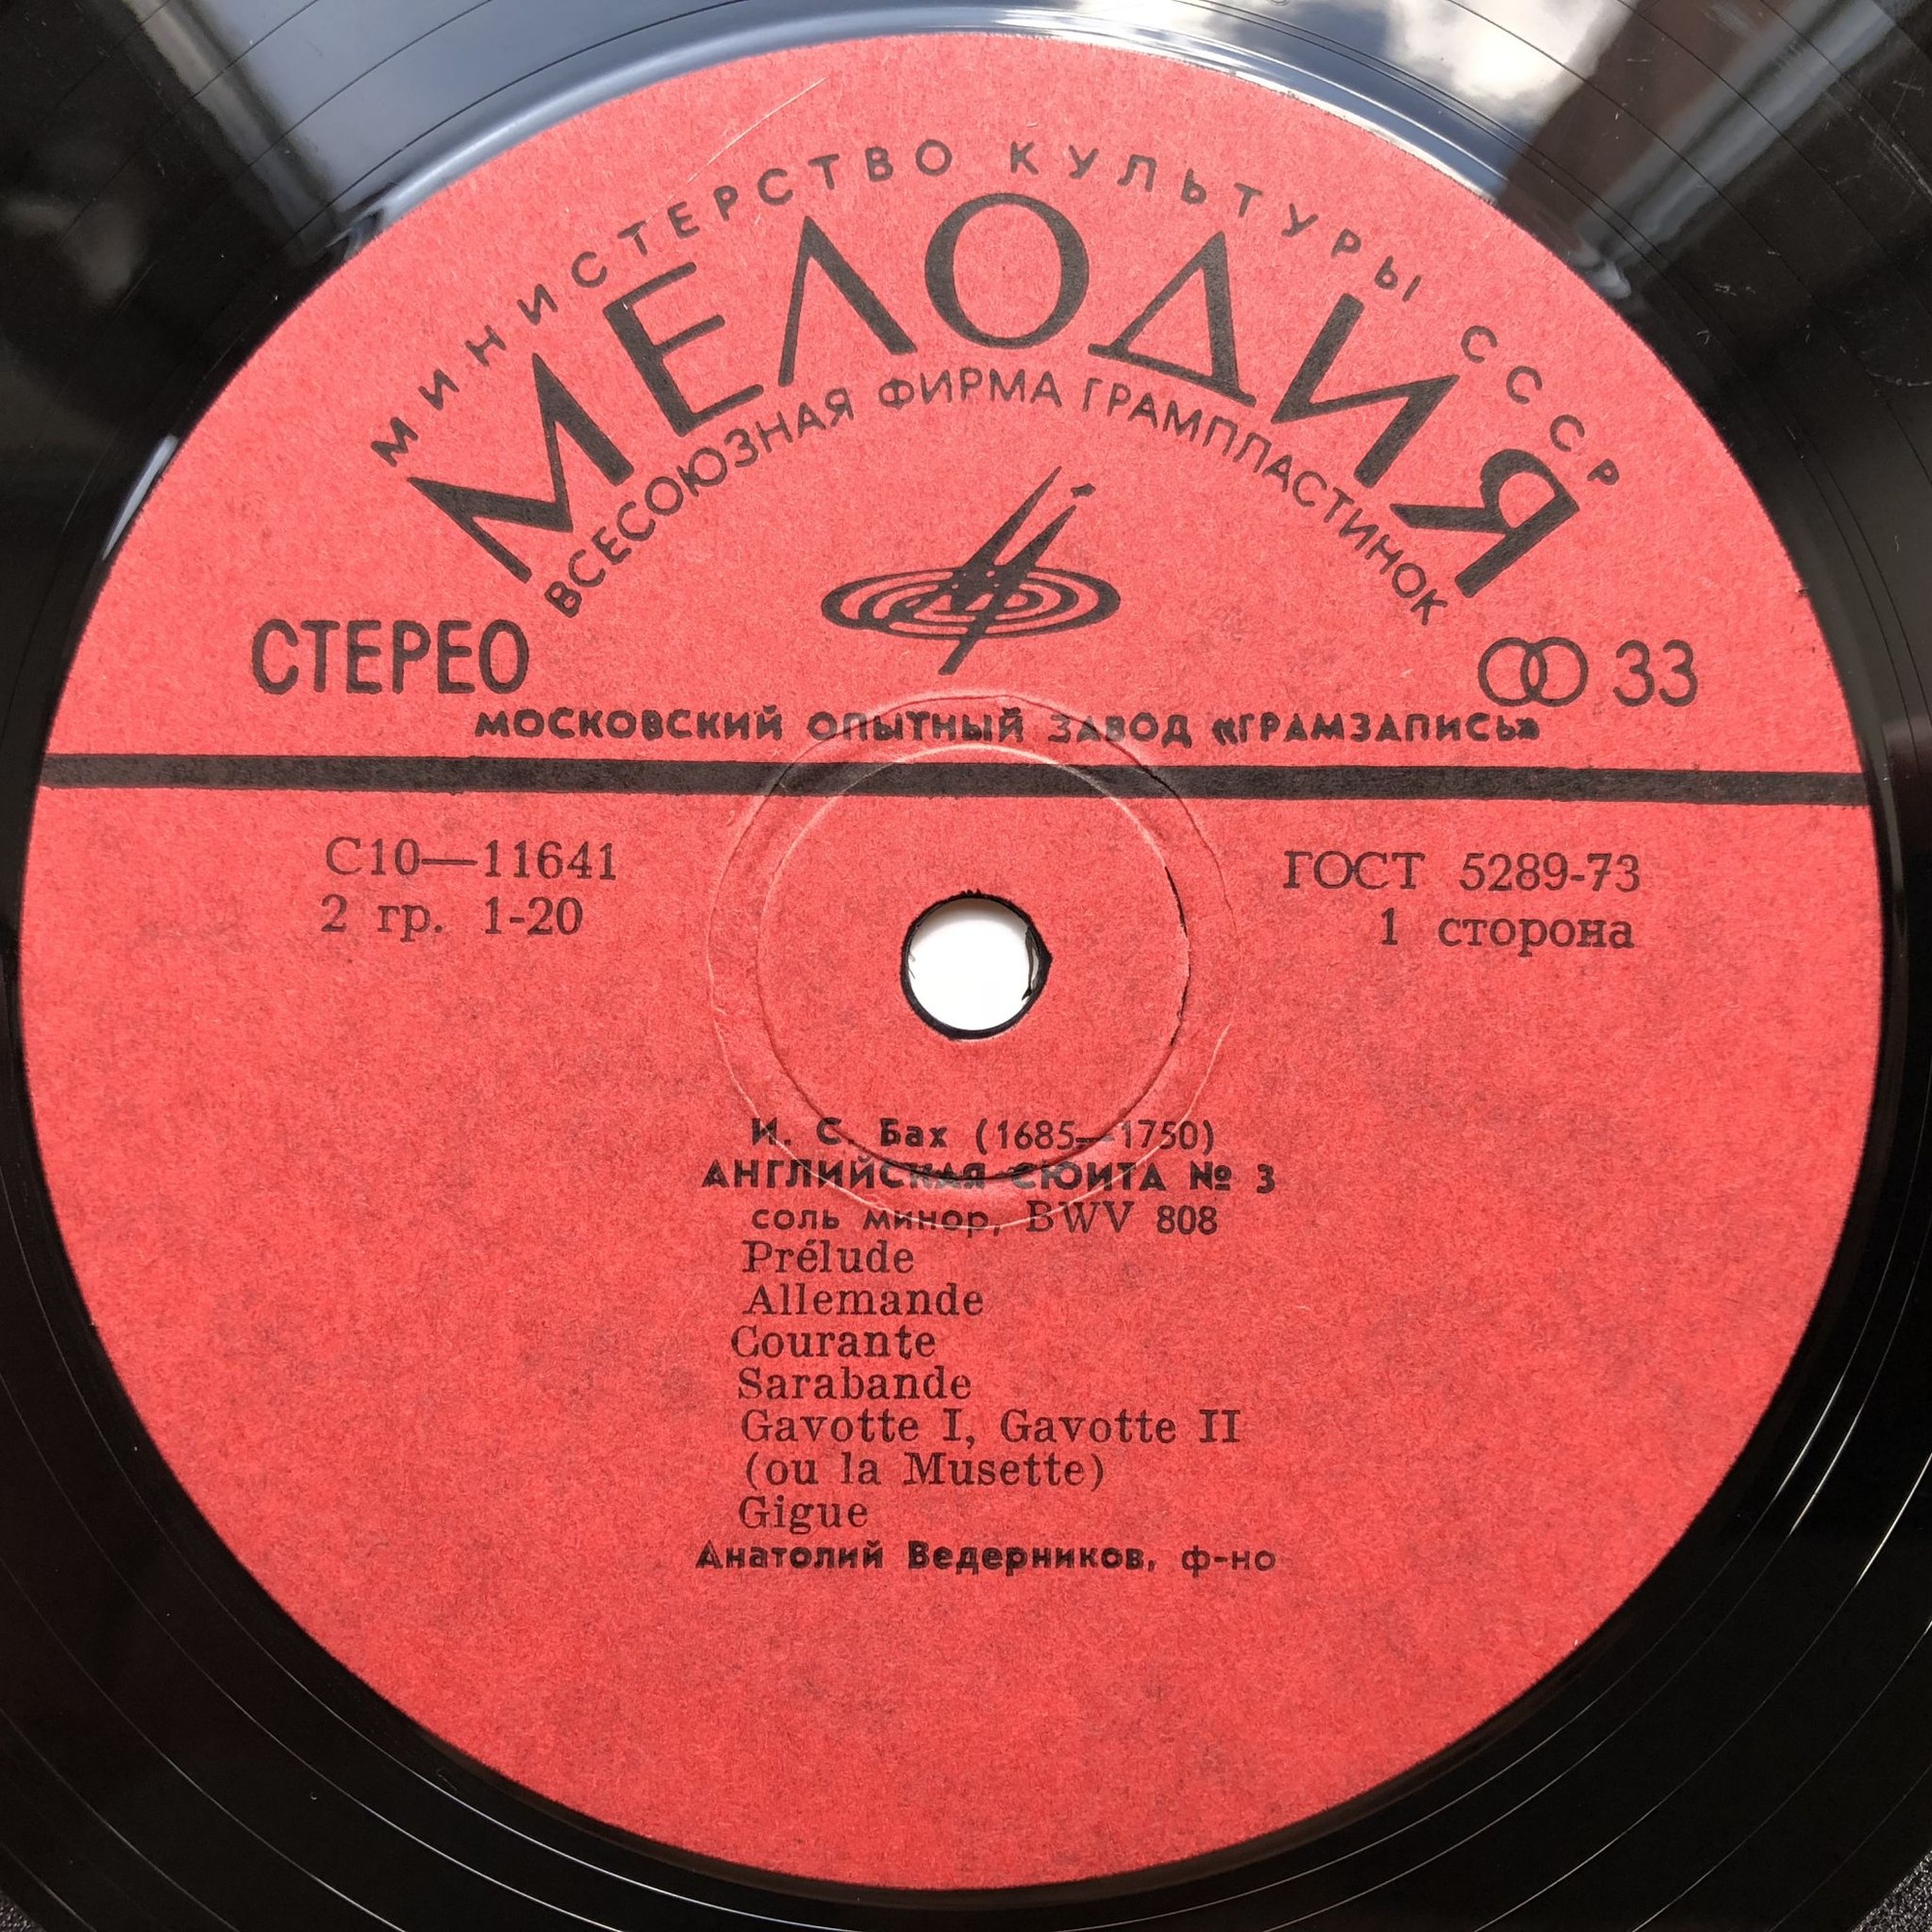 МИНИСТЕРСТВО КУЛЬТУРЫ СССР
МЕЛОДИЯ
ВСЕСОЮЗНАЯ ФИРМА ГРАМПЛАСТИНОК
СТЕРЕО
33
МОСКОВСКИЙ ОПЫТНЫЙ ЗАВОД «ГРАМЗАПИСЬ»
С10—11641
ГОСТ 5289-73
2 гр. 1-20
1 сторона
И. С. Бах (1685—1750)
АНГЛИЙСКАЯ СЮИТА № 3
соль минор, BWV 808
Prélude
Allemande
Courante
Sarabande
Gavotte I, Gavotte II
(ou la Musette)
Gigue
Анатолий Ведерников, ф-но